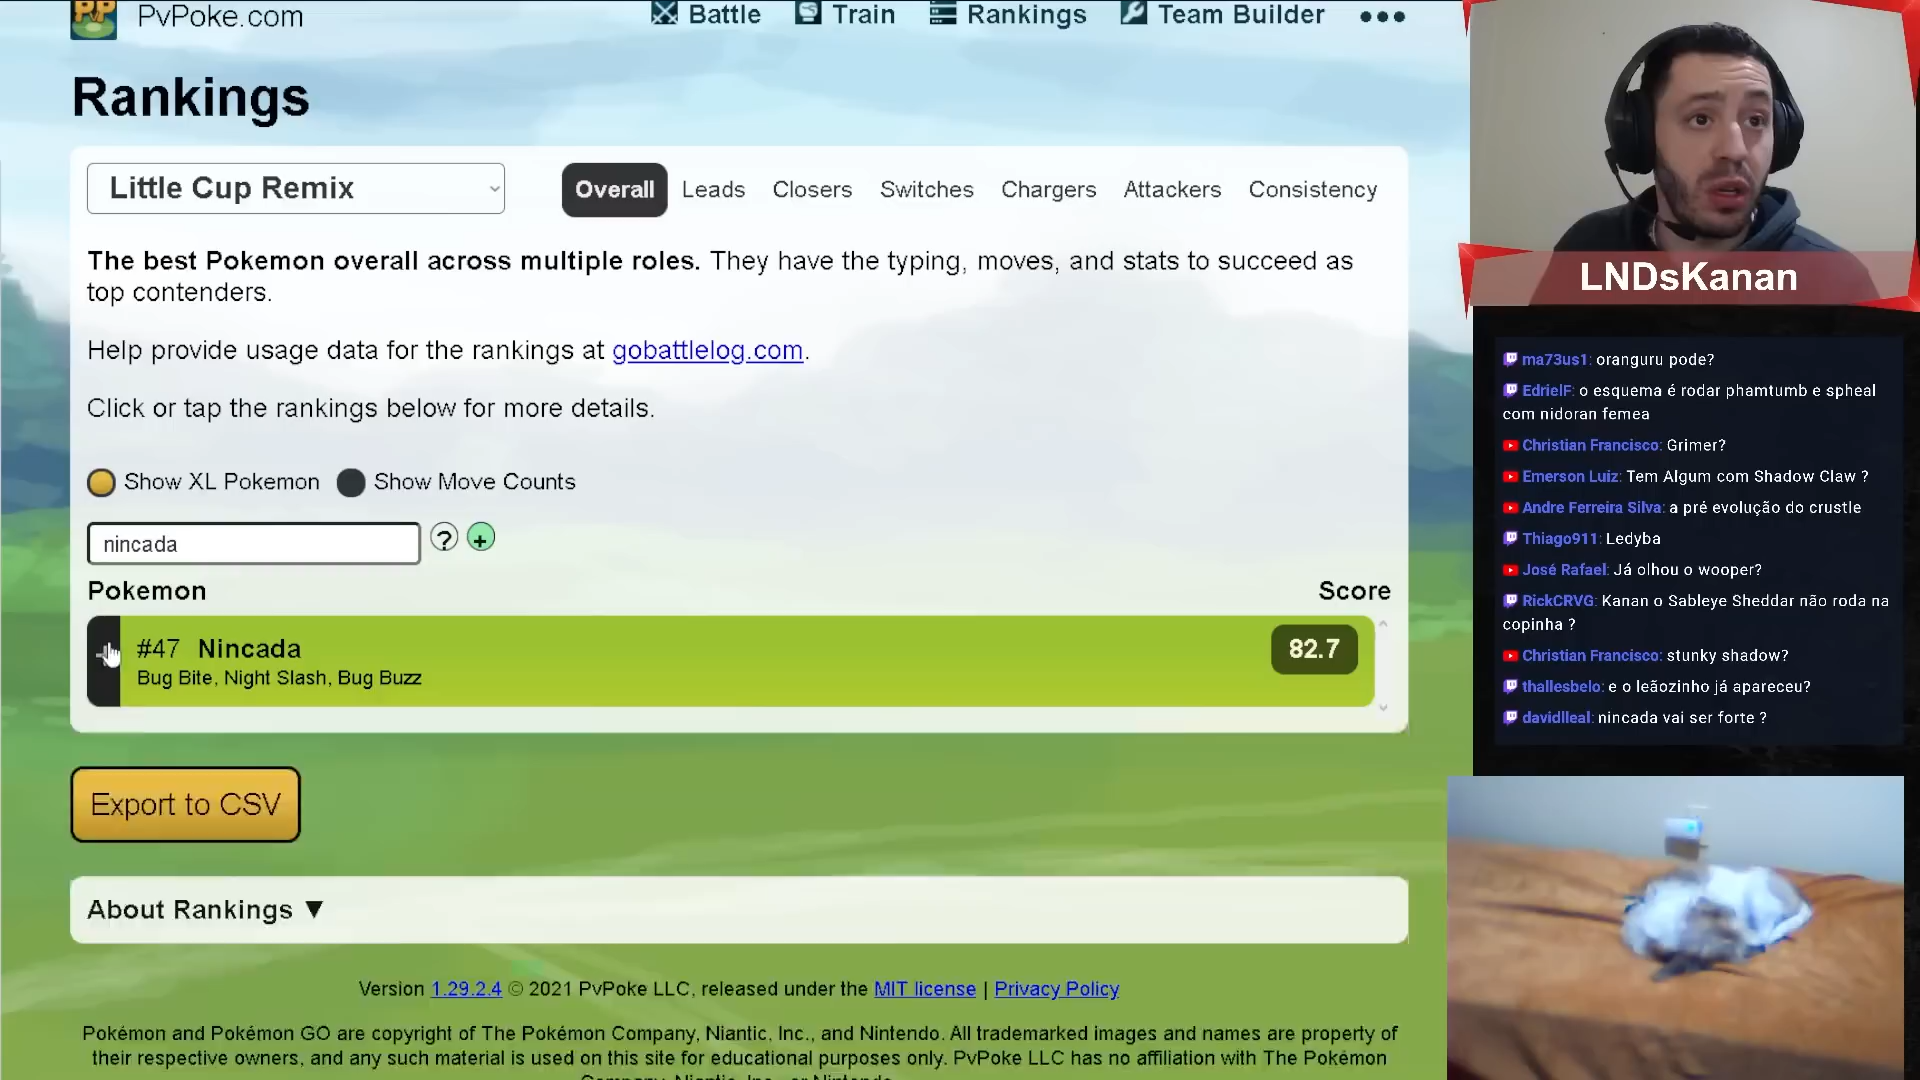 PvPoke.com
Battle
Train
Rankings
Team Builder
Rankings
Little Cup Remix
Overall
Leads
Closers
Switches
Chargers
Attackers
Consistency
The best Pokemon overall across multiple roles. They have the typing, moves, and stats to succeed as
top contenders.
Help provide usage data for the rankings at gobattlelog.com.
Click or tap the rankings below for more details.
Show XL Pokemon
Show Move Counts
nincada
?
+
Pokemon
Score
#47 Nincada
82.7
Bug Bite, Night Slash, Bug Buzz
Export to CSV
About Rankings ▼
Version 1.29.2.4 © 2021 PvPoke LLC, released under the MIT license | Privacy Policy
Pokémon and Pokémon GO are copyright of The Pokémon Company, Niantic, Inc., and Nintendo. All trademarked images and names are property of
their respective owners, and any such material is used on this site for educational purposes only. PvPoke LLC has no affiliation with The Pokémon
Company, Niantic, Inc., or Nintendo.
LNDsKanan
ma73us1: oranguru pode?
EdrielF: o esquema é rodar phamtumb e spheal
com nidoran femea
Christian Francisco: Grimer?
Emerson Luiz: Tem Algum com Shadow Claw ?
Andre Ferreira Silva: a pré evolução do crustle
Thiago911: Ledyba
José Rafael: Já olhou o wooper?
RickCRVG: Kanan o Sableye Sheddar não roda na
copinha ?
Christian Francisco: stunky shadow?
thallesbelo: e o leãozinho já apareceu?
davidlleal: nincada vai ser forte ?